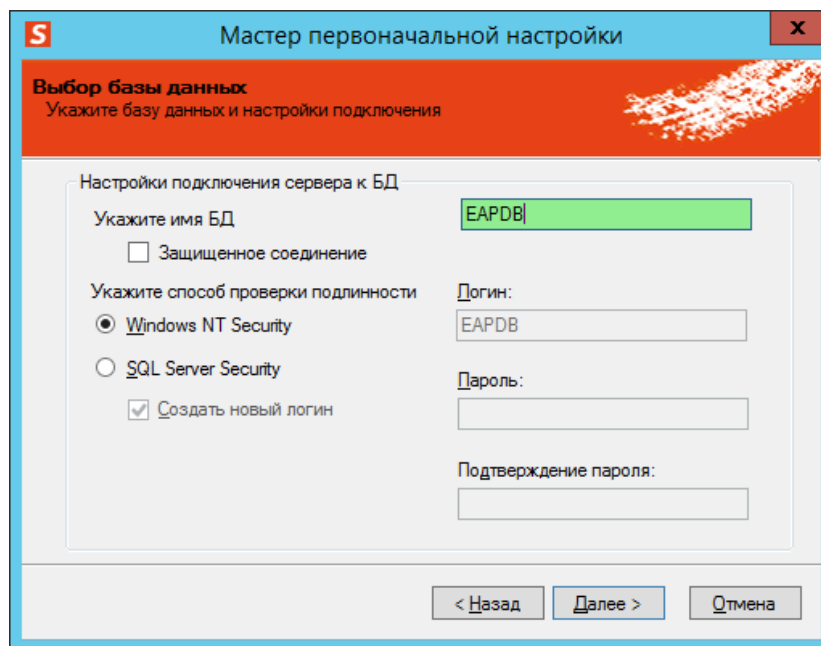 S
Мастер первоначальной настройки
x
Выбор базы данных
Укажите базу данных и настройки подключения
Настройки подключения сервера к БД
Укажите имя БД
EAPDB
Защищенное соединение
Укажите способ проверки подлинности
Логин:
Windows NT Security
EAPDB
SQL Server Security
Пароль:
Создать новый логин
Подтверждение пароля:
< Назад
Далее >
Отмена